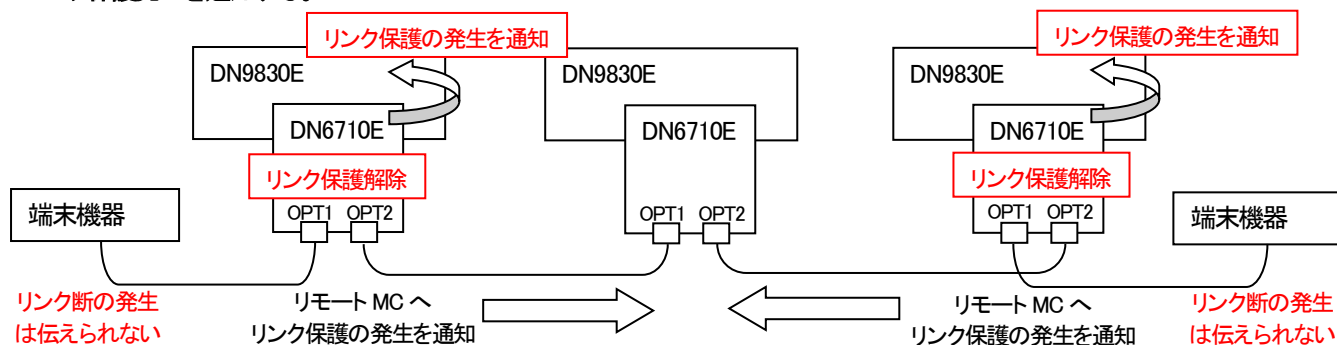 リンク保護の発生を通知
リンク保護の発生を通知
DN9830E
DN9830E
DN9830E
DN6710E
DN6710E
DN6710E
リンク保護解除
リンク保護解除
端末機器
OPT1 OPT2
OPT1 OPT2
OPT1 OPT2
端末機器
リンク断の発生
は伝えられない
リモート MC へ
リンク保護の発生を通知
リモート MC へ
リンク保護の発生を通知
リンク断の発生
は伝えられない